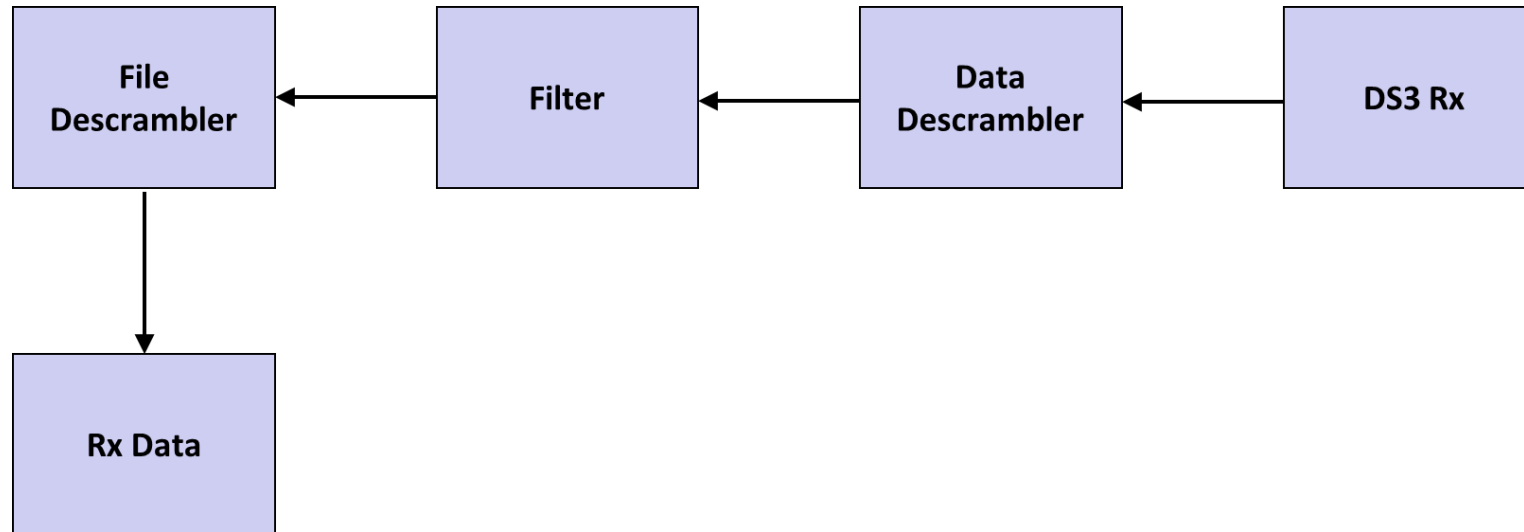 File
Descrambler
Filter
Data
Descrambler
DS3 Rx
Rx Data